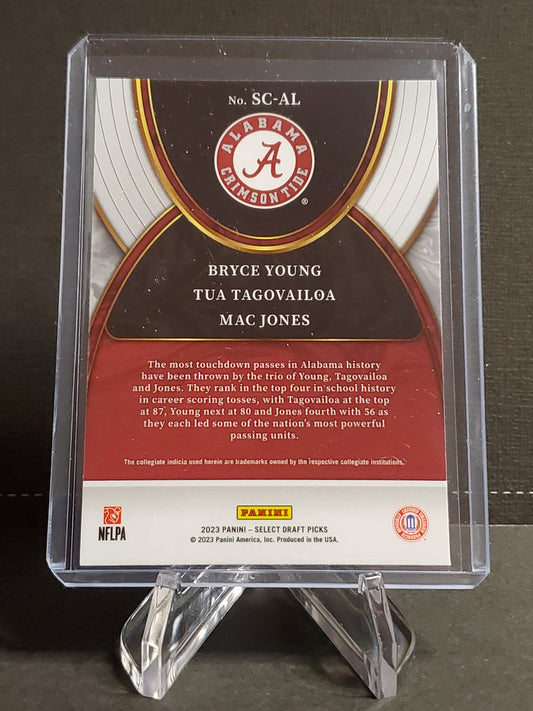 No. SC-AL
ALABAMA
A
CRIMSON TIDE
®
BRYCE YOUNG
TUA TAGOVAILOA
MAC JONES
The most touchdown passes in Alabama history
have been thrown by the trio of Young, Tagovailoa
and Jones. They rank in the top four in school history
in career scoring tosses, with Tagovailoa at the top
at 87, Young next at 80 and Jones fourth with 56 as
they each led some of the nation's most powerful
passing units.
The collegiate indicia used herein are trademarks owned by the respective collegiate institutions.
NFLPA
PANINI
2023 PANINI – SELECT DRAFT PICKS
© 2023 Panini America, Inc. Produced in the USA.